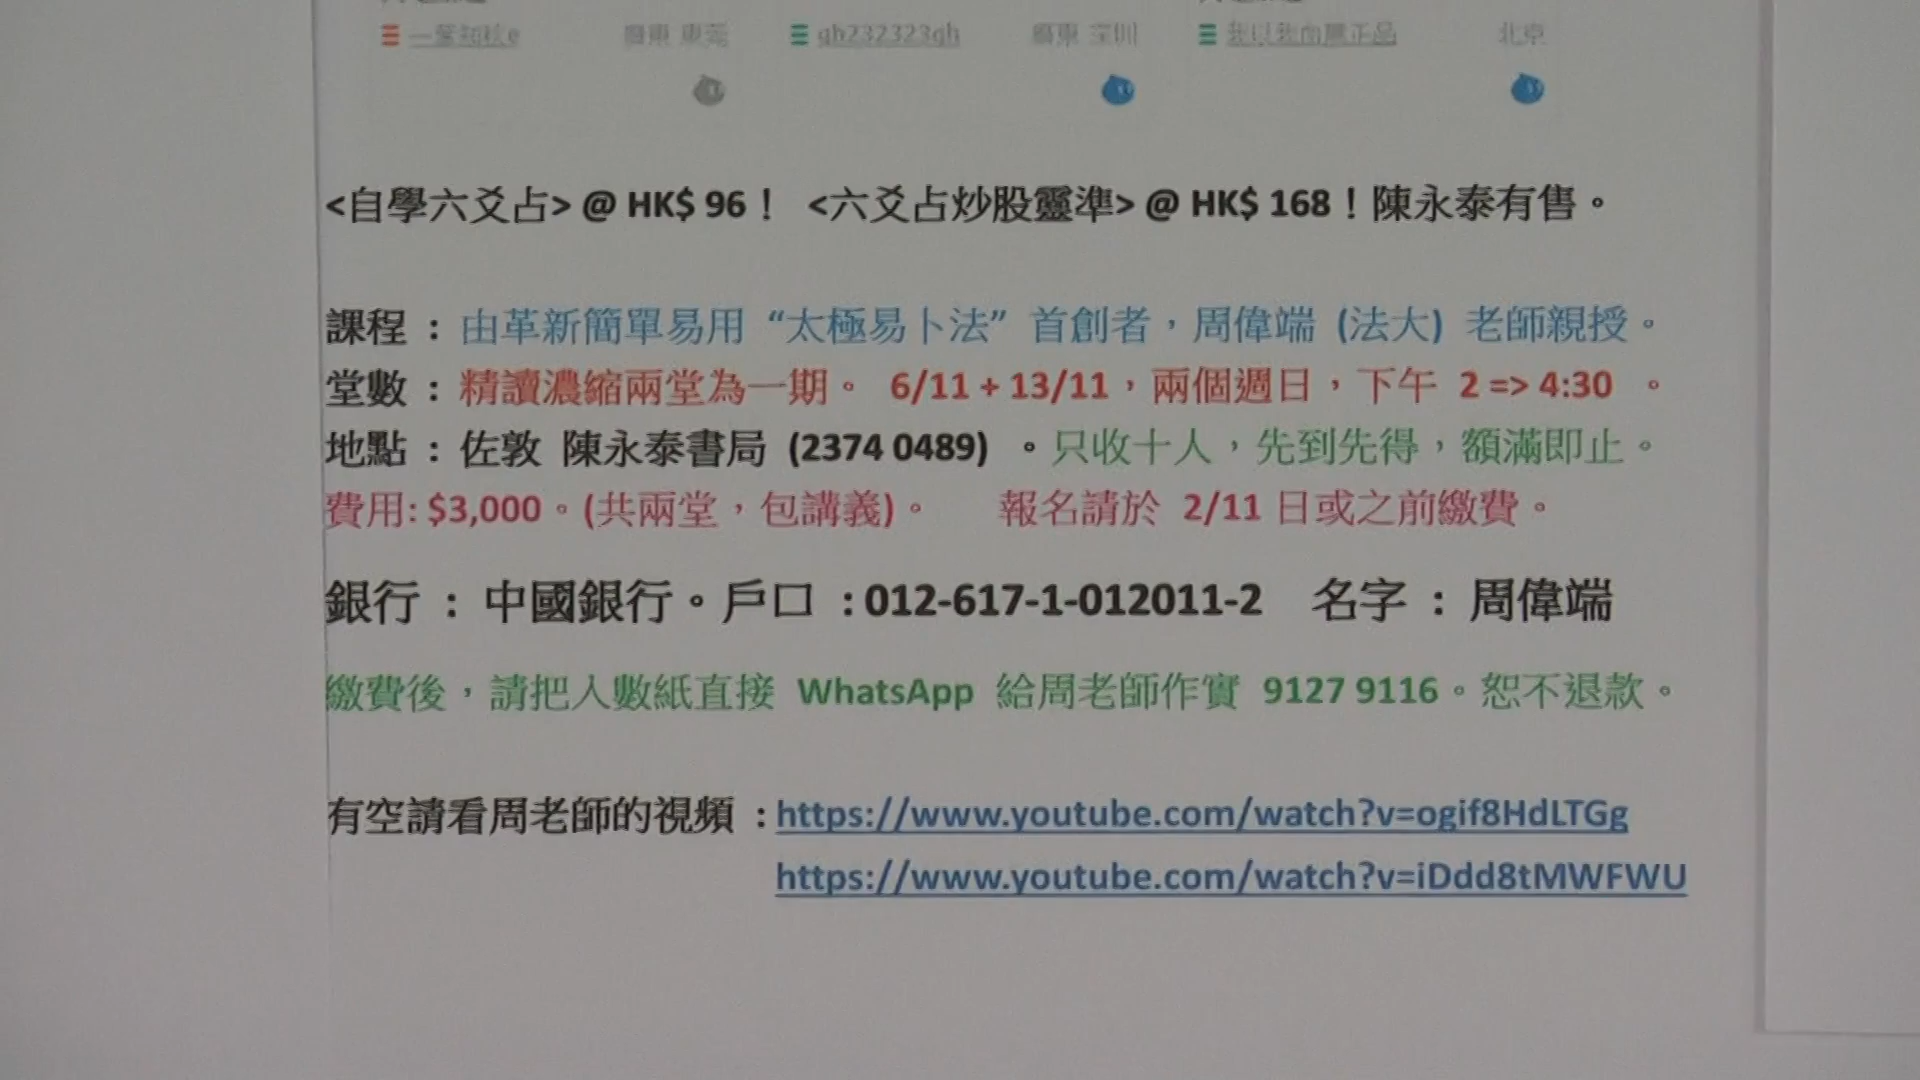 gh232323gh 廣東 深圳
北京
<自學六爻占> @ HK$ 96！ <六爻占炒股靈準> @ HK$ 168！陳永泰有售。
課程 : 由革新簡單易用 “太極易卜法” 首創者，周偉端 (法大) 老師親授。
堂數 : 精讀濃縮兩堂為一期。 6/11 + 13/11，兩個週日，下午 2 => 4:30 。
地點 : 佐敦 陳永泰書局 (2374 0489) 。只收十人，先到先得，額滿即止。
費用: $3,000。(共兩堂，包講義)。 報名請於 2/11 日或之前繳費。
銀行 : 中國銀行。戶口 : 012-617-1-012011-2 名字 : 周偉端
繳費後，請把入數紙直接 WhatsApp 給周老師作實 9127 9116。恕不退款。
有空請看周老師的視頻 : https://www.youtube.com/watch?v=ogif8HdLTGg
https://www.youtube.com/watch?v=iDdd8tMWFWU